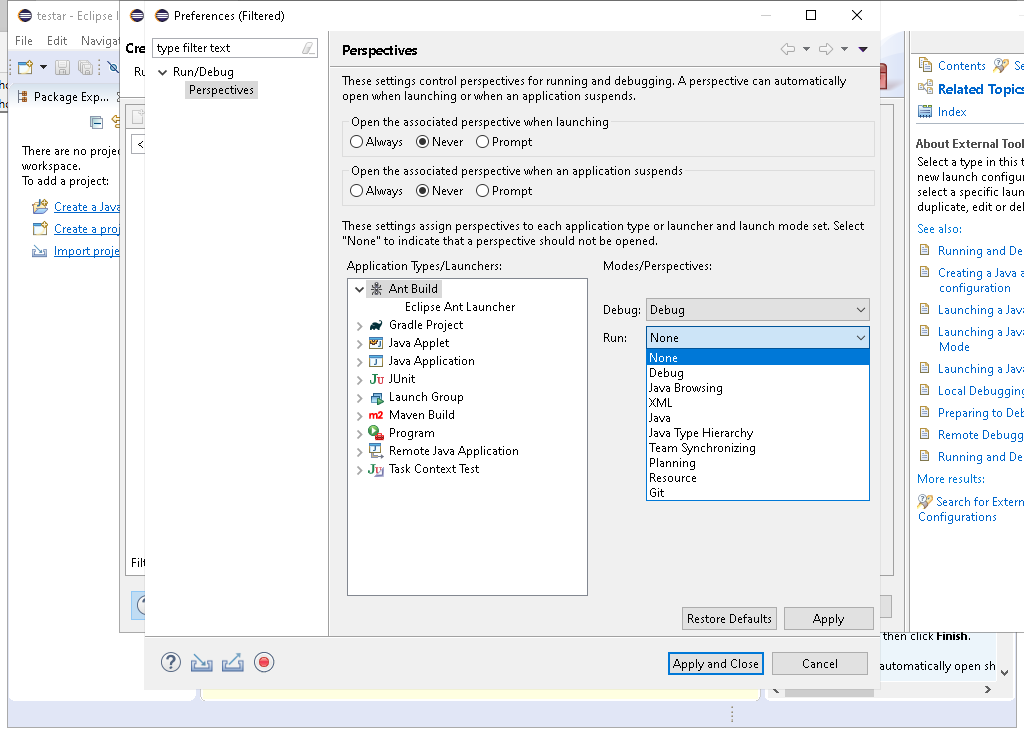 testar - Eclipse I
Preferences (Filtered)
File Edit Naviga
Cre
type filter text
Perspectives
Ru
Run/Debug
Perspectives
These settings control perspectives for running and debugging. A perspective can automatically
open when launching or when an application suspends.
Open the associated perspective when launching
Always Never Prompt
Open the associated perspective when an application suspends
Always Never Prompt
These settings assign perspectives to each application type or launcher and launch mode set. Select
"None" to indicate that a perspective should not be opened.
Application Types/Launchers:
Modes/Perspectives:
Ant Build
Eclipse Ant Launcher
Gradle Project
Java Applet
Java Application
JUnit
Launch Group
Maven Build
Program
Remote Java Application
Task Context Test
Debug: Debug
Run: None
None
Debug
Java Browsing
XML
Java
Java Type Hierarchy
Team Synchronizing
Planning
Resource
Git
Restore Defaults
Apply
Apply and Close
Cancel
Package Exp...
There are no projec
workspace.
To add a project:
Create a Java
Create a proj
Import proje
Filt
Contents Se
Related Topics
Index
About External Tool
Select a type in this t
new launch configur
select a specific laun
duplicate, edit or del
See also:
Running and De
Creating a Java a
configuration
Launching a Java
Launching a Java
Mode
Launching a Java
Local Debugging
Preparing to Deb
Remote Debugg
Running and De
More results:
Search for Extern
Configurations
then click Finish.
automatically open sh